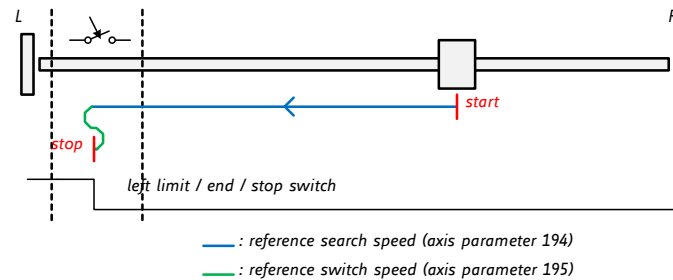 L
R
start
stop
left limit / end / stop switch
: reference search speed (axis parameter 194)
: reference switch speed (axis parameter 195)